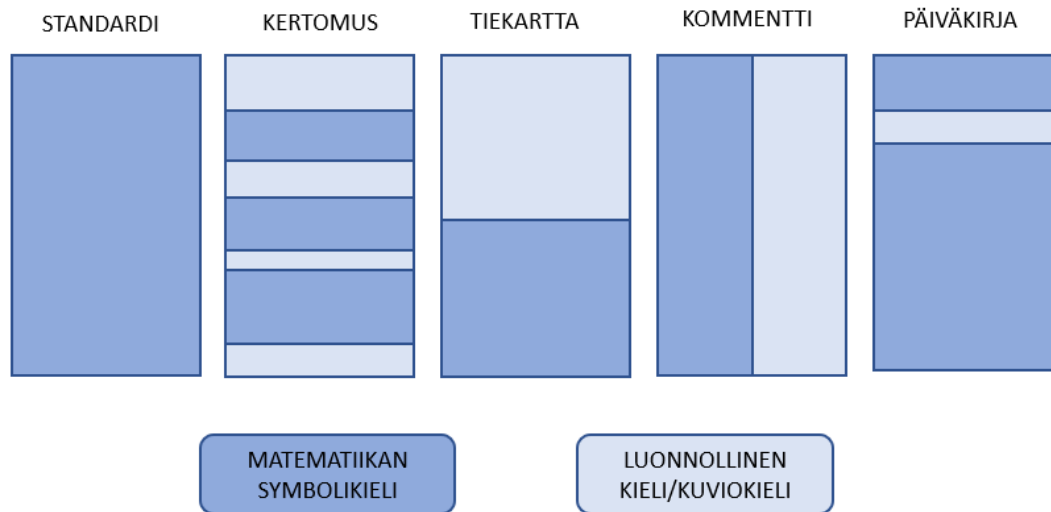 STANDARDI
KERTOMUS
TIEKARTTA
KOMMENTTI
PÄIVÄKIRJA
MATEMATIIKAN
SYMBOLIKIELI
LUONNOLLINEN
KIELI/KUVIOKIELI